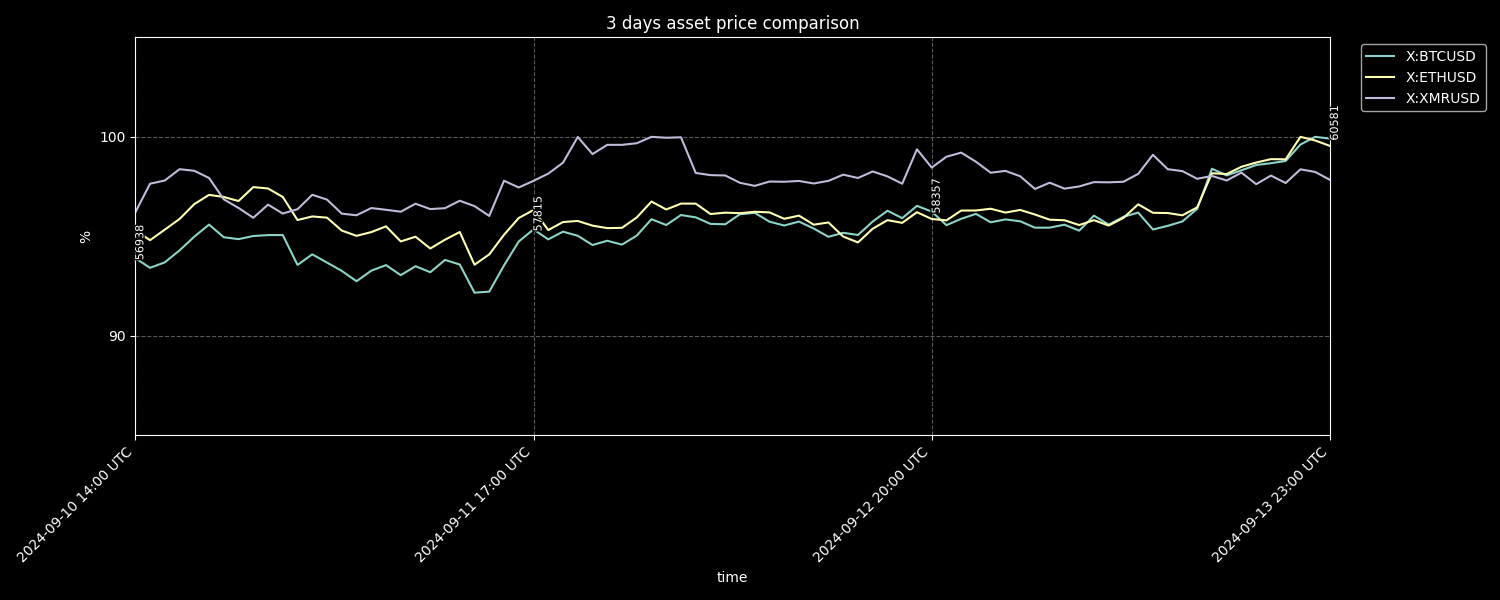 3 days asset price comparison
X:BTCUSD
X:ETHUSD
X:XMRUSD
100
90
%
56938
57815
58357
60581
2024-09-10 14:00 UTC
2024-09-11 17:00 UTC
2024-09-12 20:00 UTC
2024-09-13 23:00 UTC
time